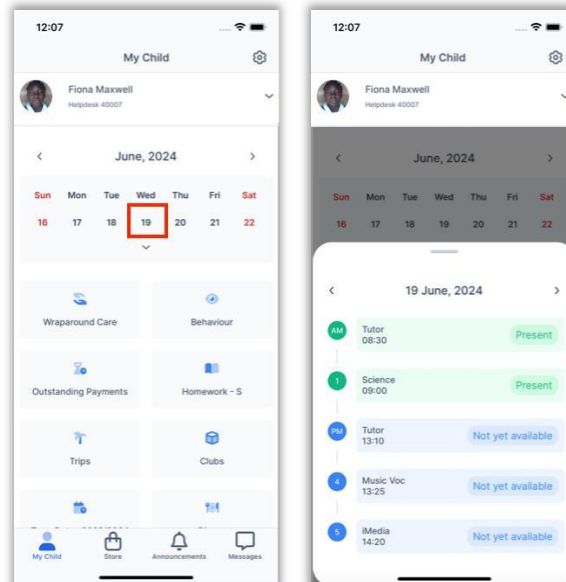 12:07
My Child
Fiona Maxwell
Helpdesk 40007
June, 2024
Sun Mon Tue Wed Thu Fri Sat
16 17 18 19 20 21 22
Wraparound Care Behaviour
Outstanding Payments Homework - S
Trips Clubs
My Child Store Announcements Messages
12:07
My Child
Fiona Maxwell
Helpdesk 40007
June, 2024
Sun Mon Tue Wed Thu Fri Sat
16 17 18 19 20 21 22
19 June, 2024
AM Tutor Present
08:30
1 Science Present
09:00
PM Tutor Not yet available
13:10
4 Music Voc Not yet available
13:25
5 iMedia Not yet available
14:20